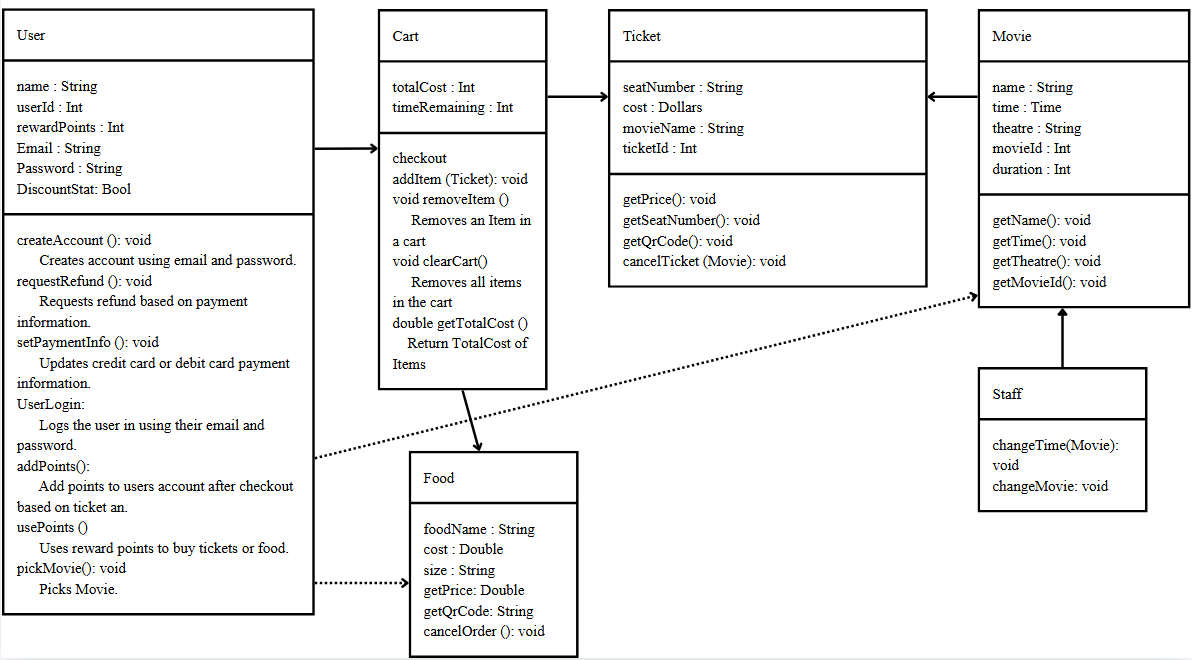 User
name : String
userId : Int
rewardPoints : Int
Email : String
Password : String
DiscountStat: Bool
createAccount (): void
Creates account using email and password.
requestRefund (): void
Requests refund based on payment
information.
setPaymentInfo (): void
Updates credit card or debit card payment
information.
UserLogin:
Logs the user in using their email and
password.
addPoints():
Add points to users account after checkout
based on ticket an.
usePoints ()
Uses reward points to buy tickets or food.
pickMovie(): void
Picks Movie.
Cart
totalCost : Int
timeRemaining : Int
checkout
addItem (Ticket): void
void removeItem ()
Removes an Item in
a cart
void clearCart()
Removes all items
in the cart
double getTotalCost ()
Return TotalCost of
Items
Ticket
seatNumber : String
cost : Dollars
movieName : String
ticketId : Int
getPrice(): void
getSeatNumber(): void
getQrCode(): void
cancelTicket (Movie): void
Movie
name : String
time : Time
theatre : String
movieId : Int
duration : Int
getName(): void
getTime(): void
getTheatre(): void
getMovieId(): void
Food
foodName : String
cost : Double
size : String
getPrice: Double
getQrCode: String
cancelOrder (): void
Staff
changeTime(Movie):
void
changeMovie: void